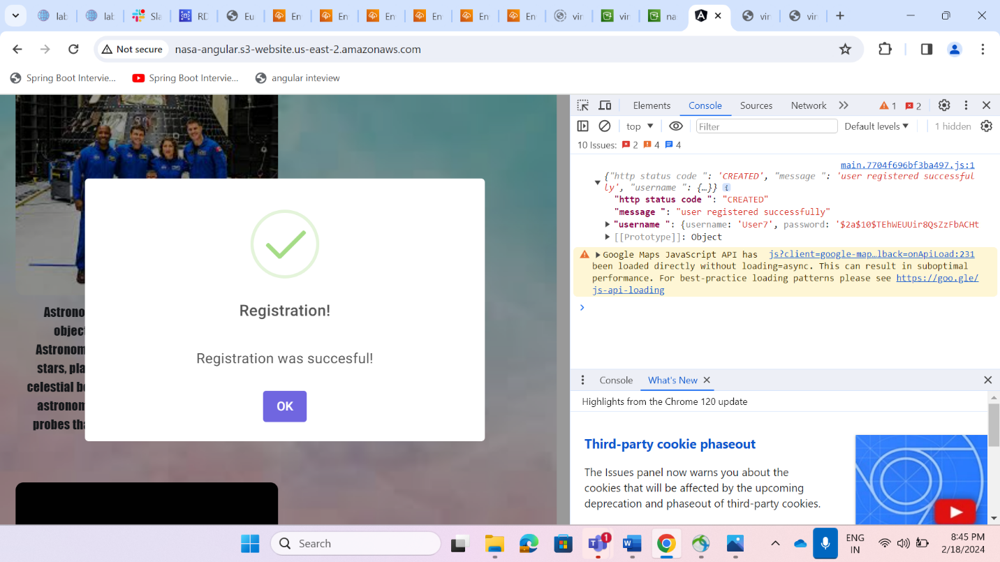 lab
lab
Sla
RD
Eu
En
En
En
En
En
En
vir
vir
na
vir
vir
Not secure
nasa-angular.s3-website.us-east-2.amazonaws.com
Spring Boot Intervie...
Spring Boot Intervie...
angular inteview
Elements
Console
Sources
Network
1
2
top
Filter
Default levels
1 hidden
10 Issues:
2
4
4
main.7704f696bf3ba497.js:1
{"http status code ": 'CREATED', "message ": 'user registered successful
ly', "username ": {…}}
"http status code ": "CREATED"
"message ": "user registered successfully"
"username ": {username: 'User7', password: '$2a$10$TEhWEUUir8QsZzFbACHt
[[Prototype]]: Object
Google Maps JavaScript API has
js?client=google-map…lback=onApiLoad:231
been loaded directly without loading=async. This can result in suboptimal
performance. For best-practice loading patterns please see https://goo.gle/
js-api-loading
Astrono
objec
Astronom
stars, pla
celestial b
astronom
probes tha
Registration!
Registration was succesful!
OK
Console
What's New
Highlights from the Chrome 120 update
Third-party cookie phaseout
The Issues panel now warns you about the
cookies that will be affected by the upcoming
deprecation and phaseout of third-party cookies.
Search
1
ENG
IN
8:45 PM
2/18/2024